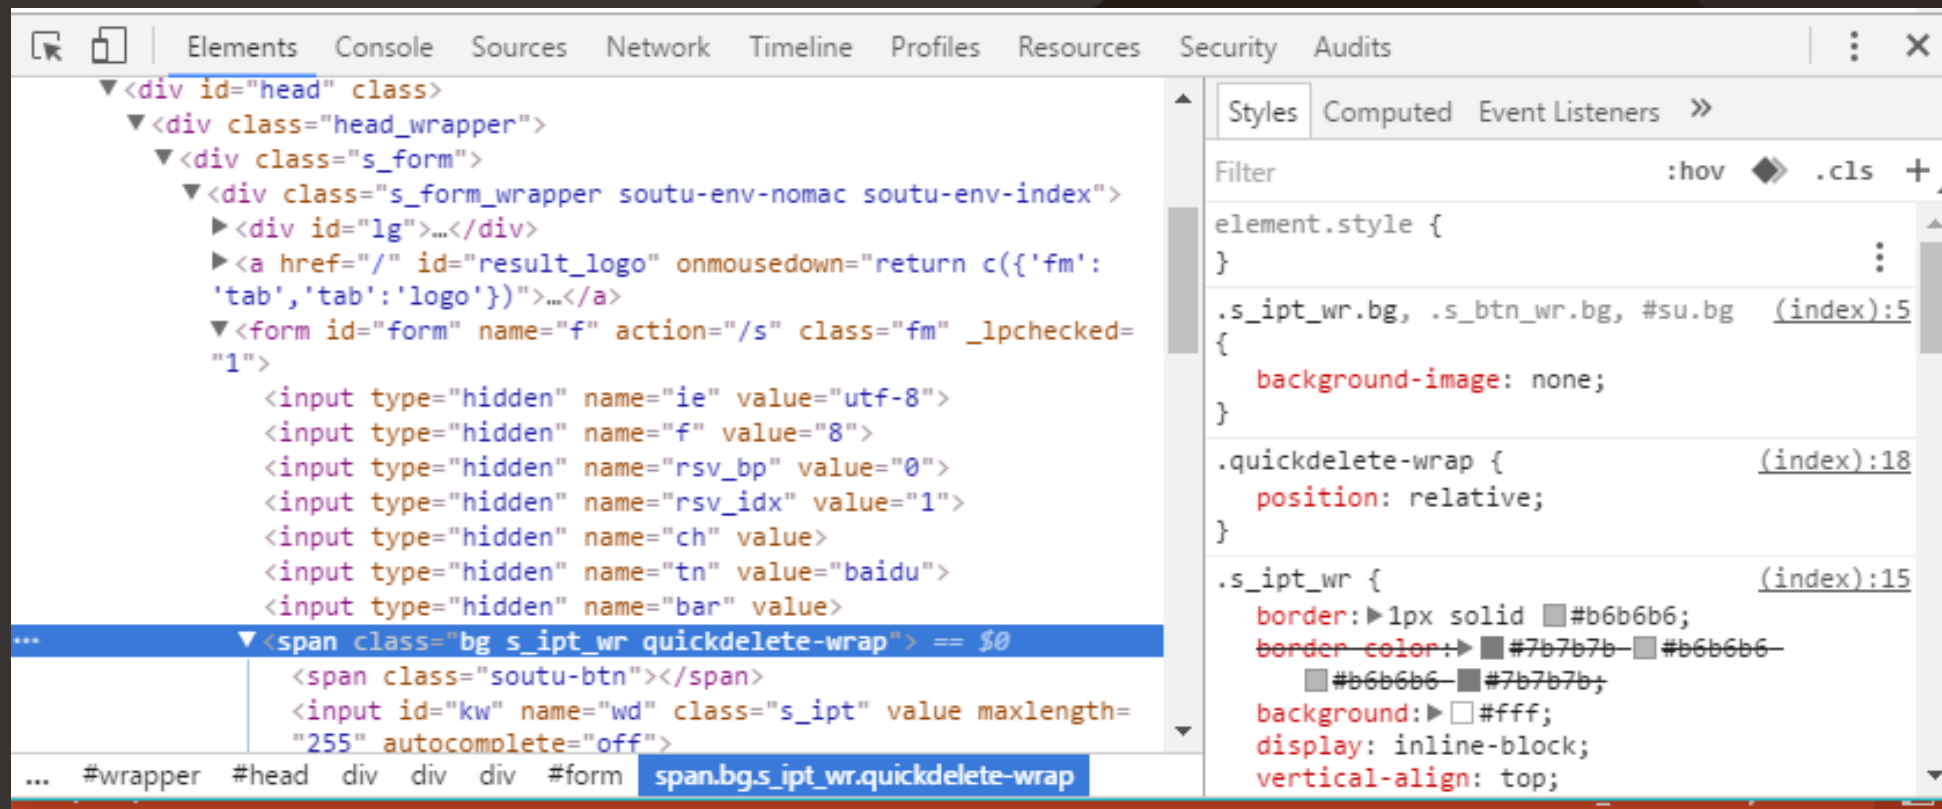 Elements Console Sources Network Timeline Profiles Resources Security Audits
<div id="head" class>
<div class="head_wrapper">
<div class="s_form">
<div class="s_form_wrapper soutu-env-nomac soutu-env-index">
<div id="lg">…</div>
<a href="/" id="result_logo" onmousedown="return c({'fm':
'tab','tab':'logo'})">…</a>
<form id="form" name="f" action="/s" class="fm" _lpchecked=
"1">
<input type="hidden" name="ie" value="utf-8">
<input type="hidden" name="f" value="8">
<input type="hidden" name="rsv_bp" value="0">
<input type="hidden" name="rsv_idx" value="1">
<input type="hidden" name="ch" value>
<input type="hidden" name="tn" value="baidu">
<input type="hidden" name="bar" value>
<span class="bg s_ipt_wr quickdelete-wrap"> == $0
<span class="soutu-btn"></span>
<input id="kw" name="wd" class="s_ipt" value maxlength=
"255" autocomplete="off">
... #wrapper #head div div div #form span.bg.s_ipt_wr.quickdelete-wrap
Styles Computed Event Listeners »
Filter :hov .cls +
element.style {
}
.s_ipt_wr.bg, .s_btn_wr.bg, #su.bg (index):5
{
background-image: none;
}
.quickdelete-wrap { (index):18
position: relative;
}
.s_ipt_wr { (index):15
border: 1px solid #b6b6b6;
border-color: #7b7b7b #b6b6b6
#b6b6b6 #7b7b7b;
background: #fff;
display: inline-block;
vertical-align: top;